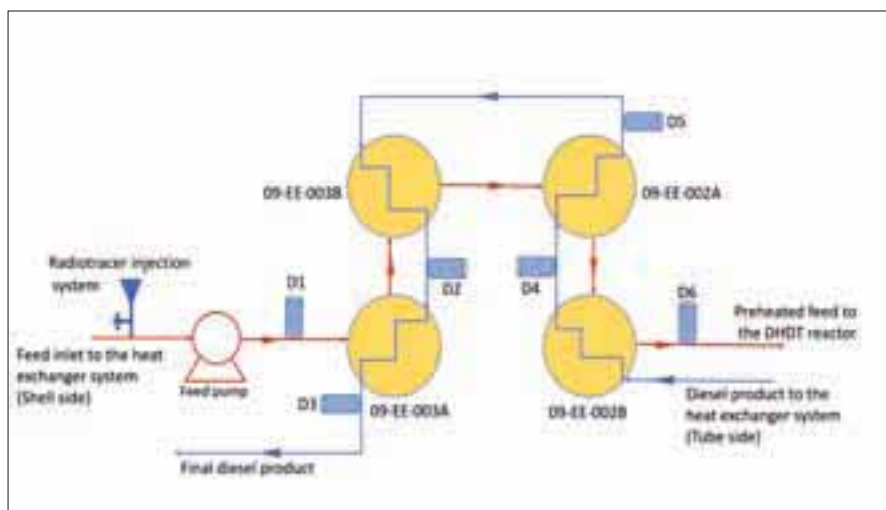 D5
09-EE-003B
09-EE-002A
Radiotracer injection
system
D1
D2
D4
D6
Preheated feed to
the DHDT reactor
Feed inlet to the heat
exchanger system
(Shell side)
Feed pump
D3
09-EE-003A
09-EE-002B
Diesel product to the
heat exchanger system
(Tube side)
Final diesel product